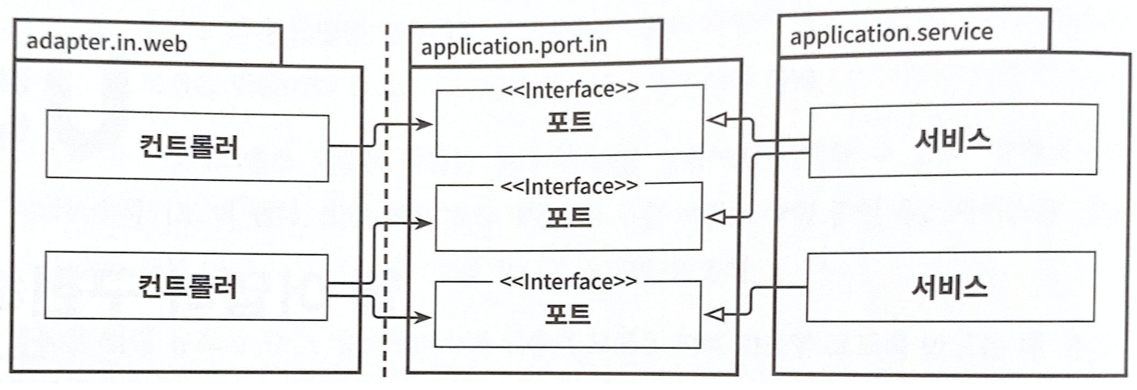 adapter.in.web
컨트롤러
컨트롤러
application.port.in
<<Interface>>
포트
<<Interface>>
포트
<<Interface>>
포트
application.service
서비스
서비스